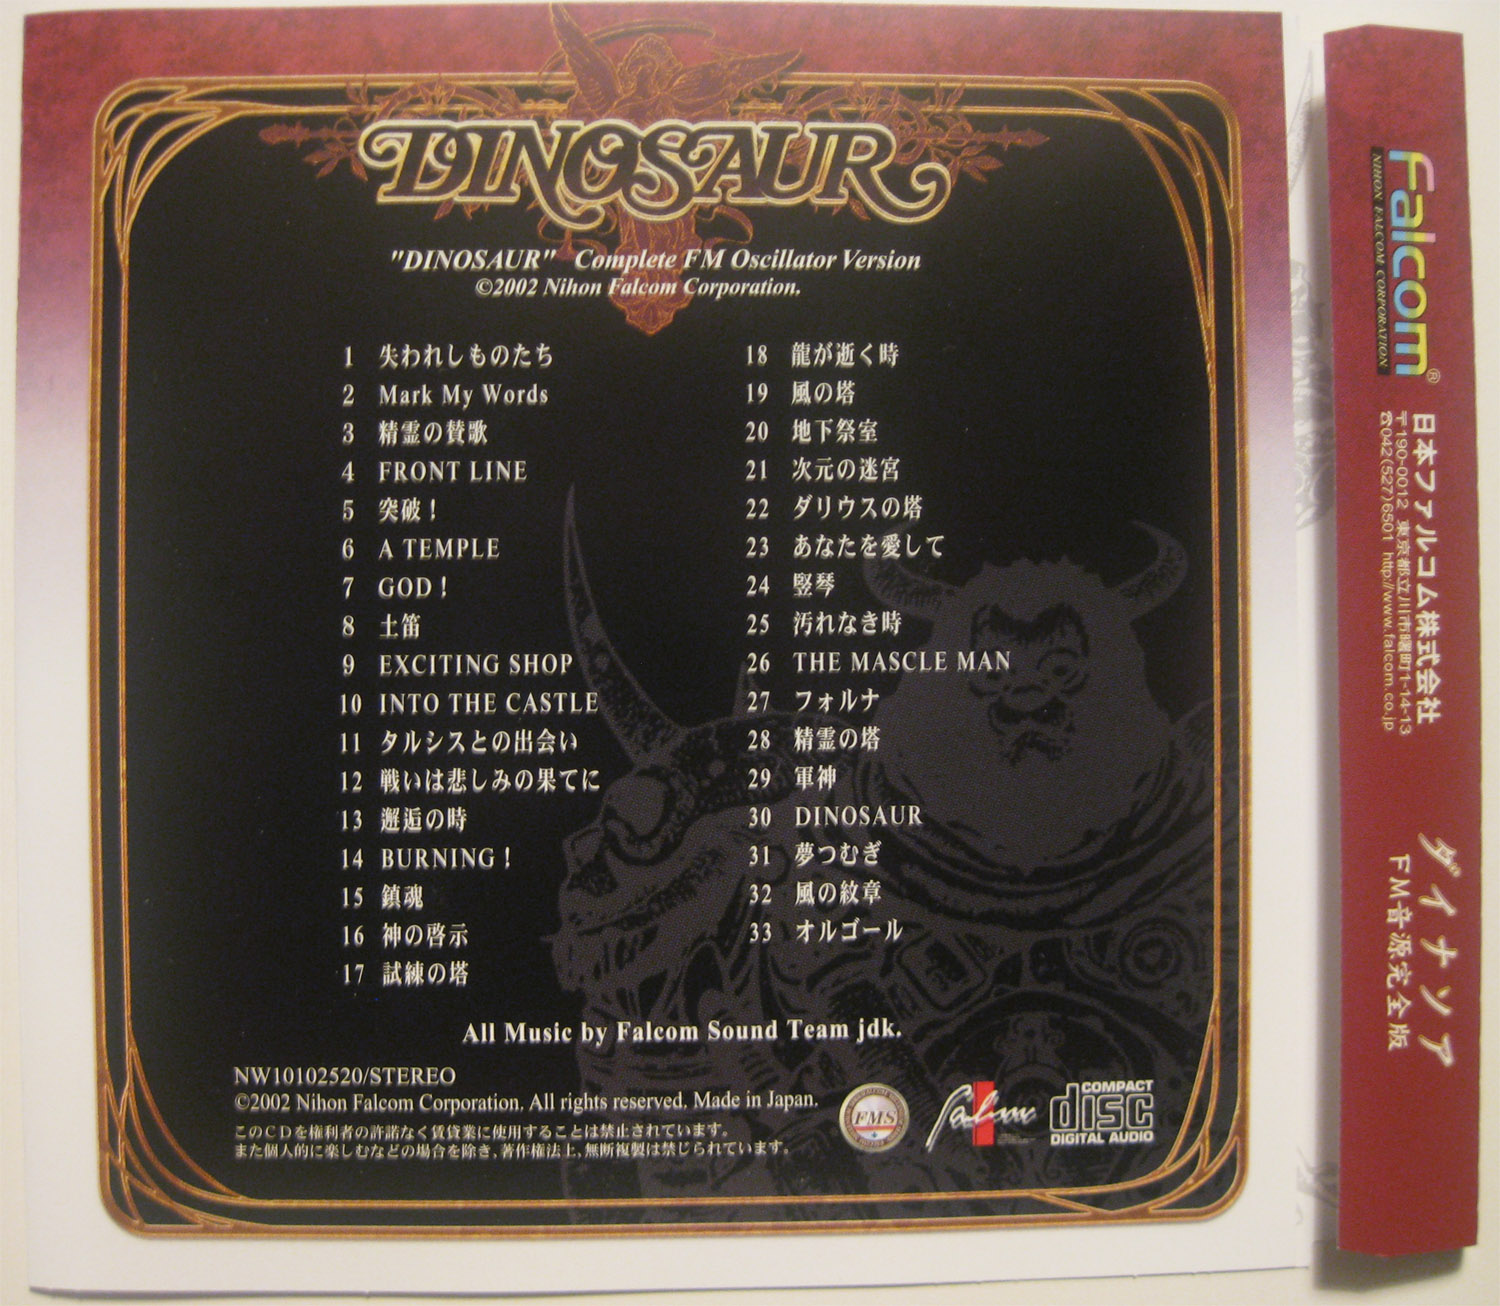 DINOSAUR
"DINOSAUR" Complete FM Oscillator Version
©2002 Nihon Falcom Corporation.
1 失われしものたち
2 Mark My Words
3 精霊の賛歌
4 FRONT LINE
5 突破！
6 A TEMPLE
7 GOD！
8 土笛
9 EXCITING SHOP
10 INTO THE CASTLE
11 タルシスとの出会い
12 戦いは悲しみの果てに
13 邂逅の時
14 BURNING！
15 鎮魂
16 神の啓示
17 試練の塔
18 龍が逝く時
19 風の塔
20 地下祭室
21 次元の迷宮
22 ダリウスの塔
23 あなたを愛して
24 竪琴
25 汚れなき時
26 THE MASCLE MAN
27 フォルナ
28 精霊の塔
29 軍神
30 DINOSAUR
31 夢つむぎ
32 風の紋章
33 オルゴール
All Music by Falcom Sound Team jdk.
NW10102520/STEREO
©2002 Nihon Falcom Corporation. All rights reserved. Made in Japan.
このCDを権利者の許諾なく賃貸業に使用することは禁止されています。
また個人的に楽しむなどの場合を除き、著作権法上、無断複製は禁じられています。
FMS
Falcom
COMPACT
disc
DIGITAL AUDIO
Falcom®
NIHON FALCOM CORPORATION
日本ファルコム株式会社
〒190-0012 東京都立川市曙町1-14-13
☎042(527)6501 http://www.falcom.co.jp
ダイナソア
FM音源完全版